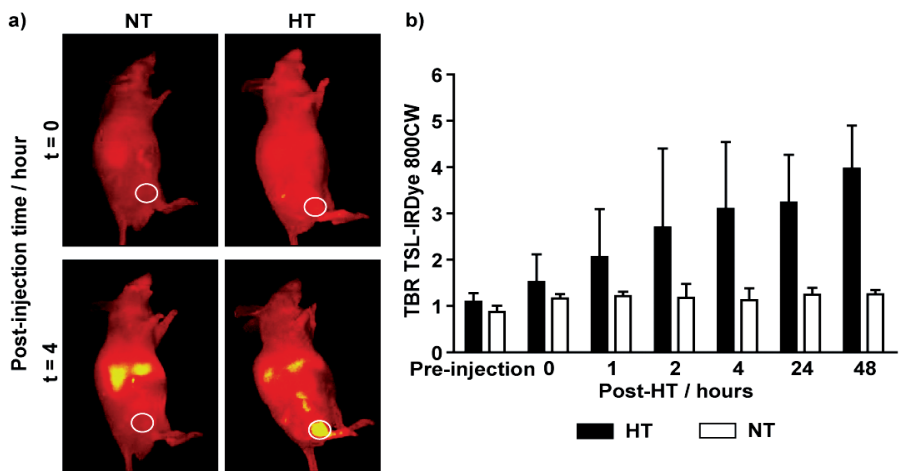 a)
NT
HT
Post-injection time / hour
t = 0
t = 4
b)
TBR TSL-IRDye 800CW
6
5
4
3
2
1
0
Pre-injection 0 1 2 4 24 48
Post-HT / hours
HT NT